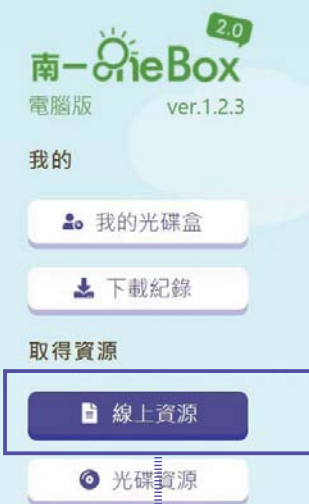 2.0
南一OneBox
電腦版 ver.1.2.3
我的
我的光碟盒
下載紀錄
取得資源
線上資源
光碟資源